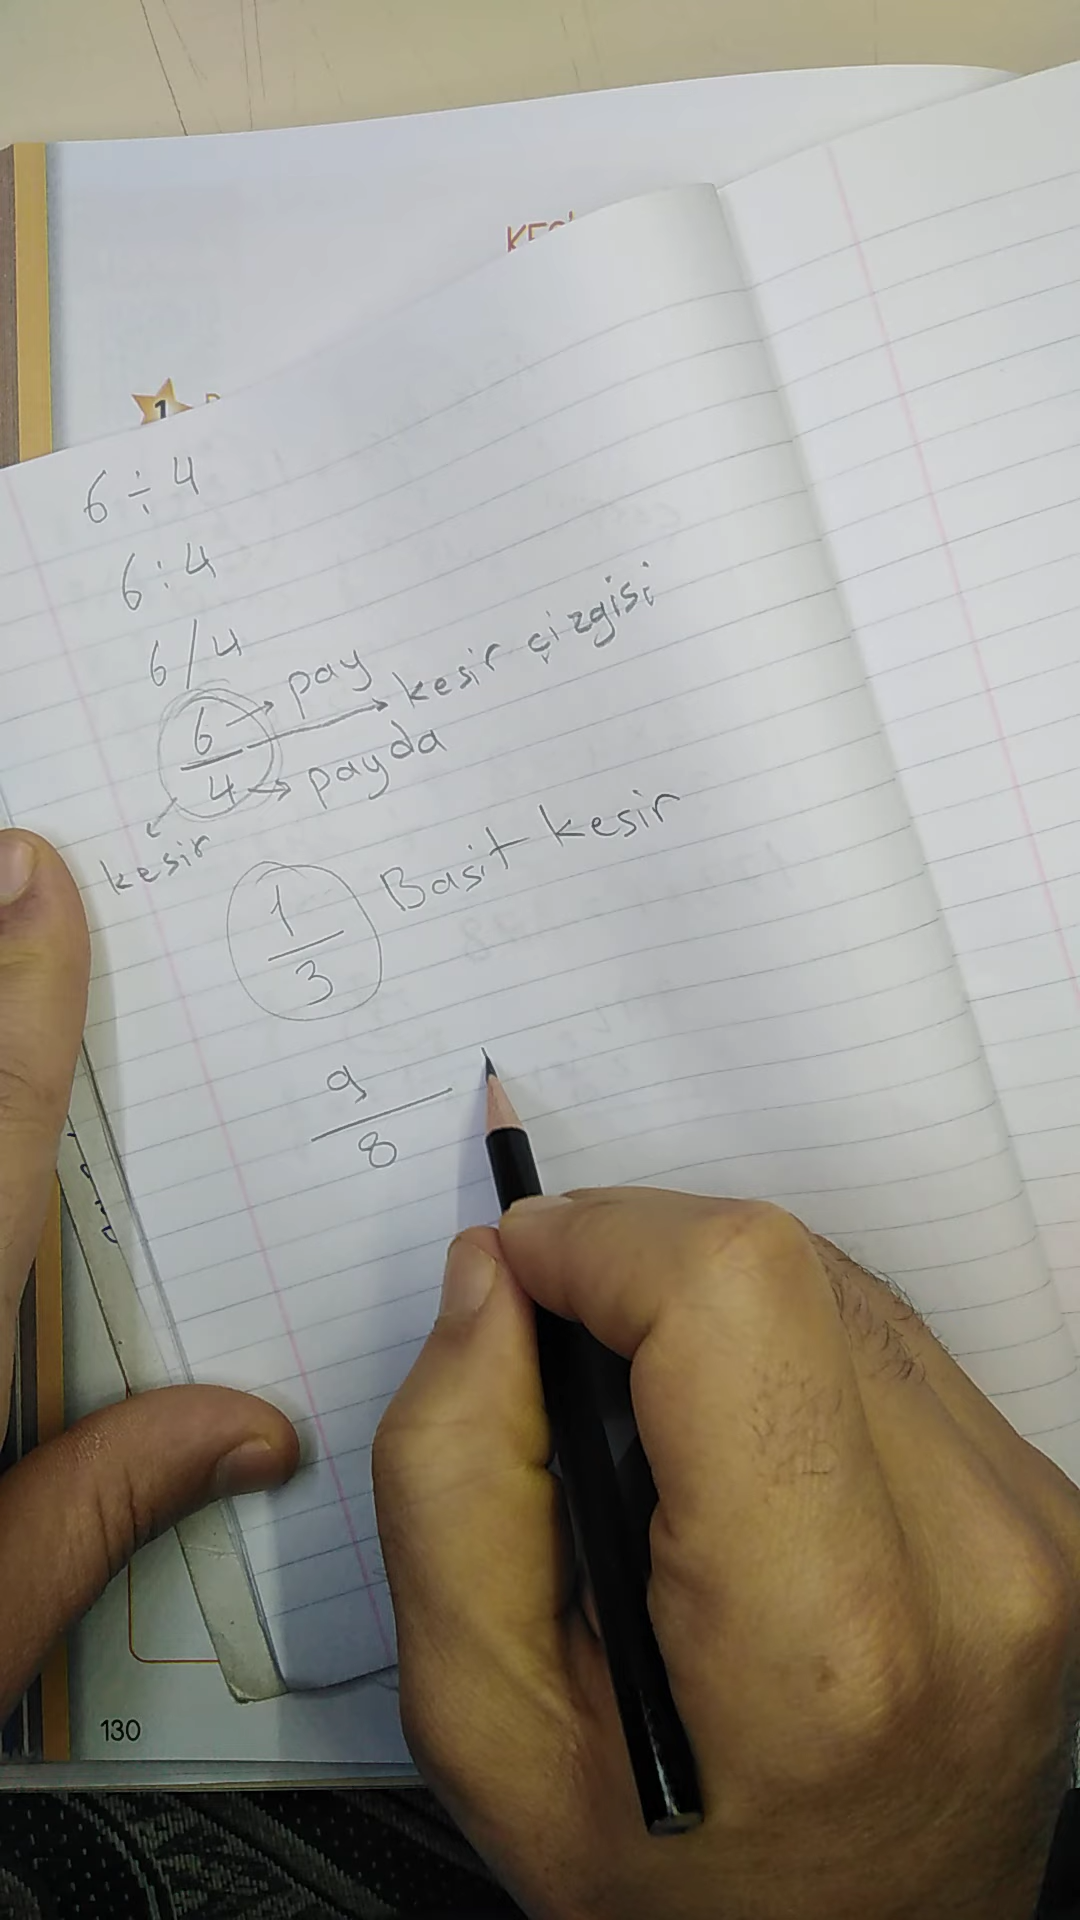 1
6 ÷ 4
6 : 4
6 / 4
6 → pay
→ kesir çizgisi
4 → payda
kesir
1
3
Basit kesir
9
8
130